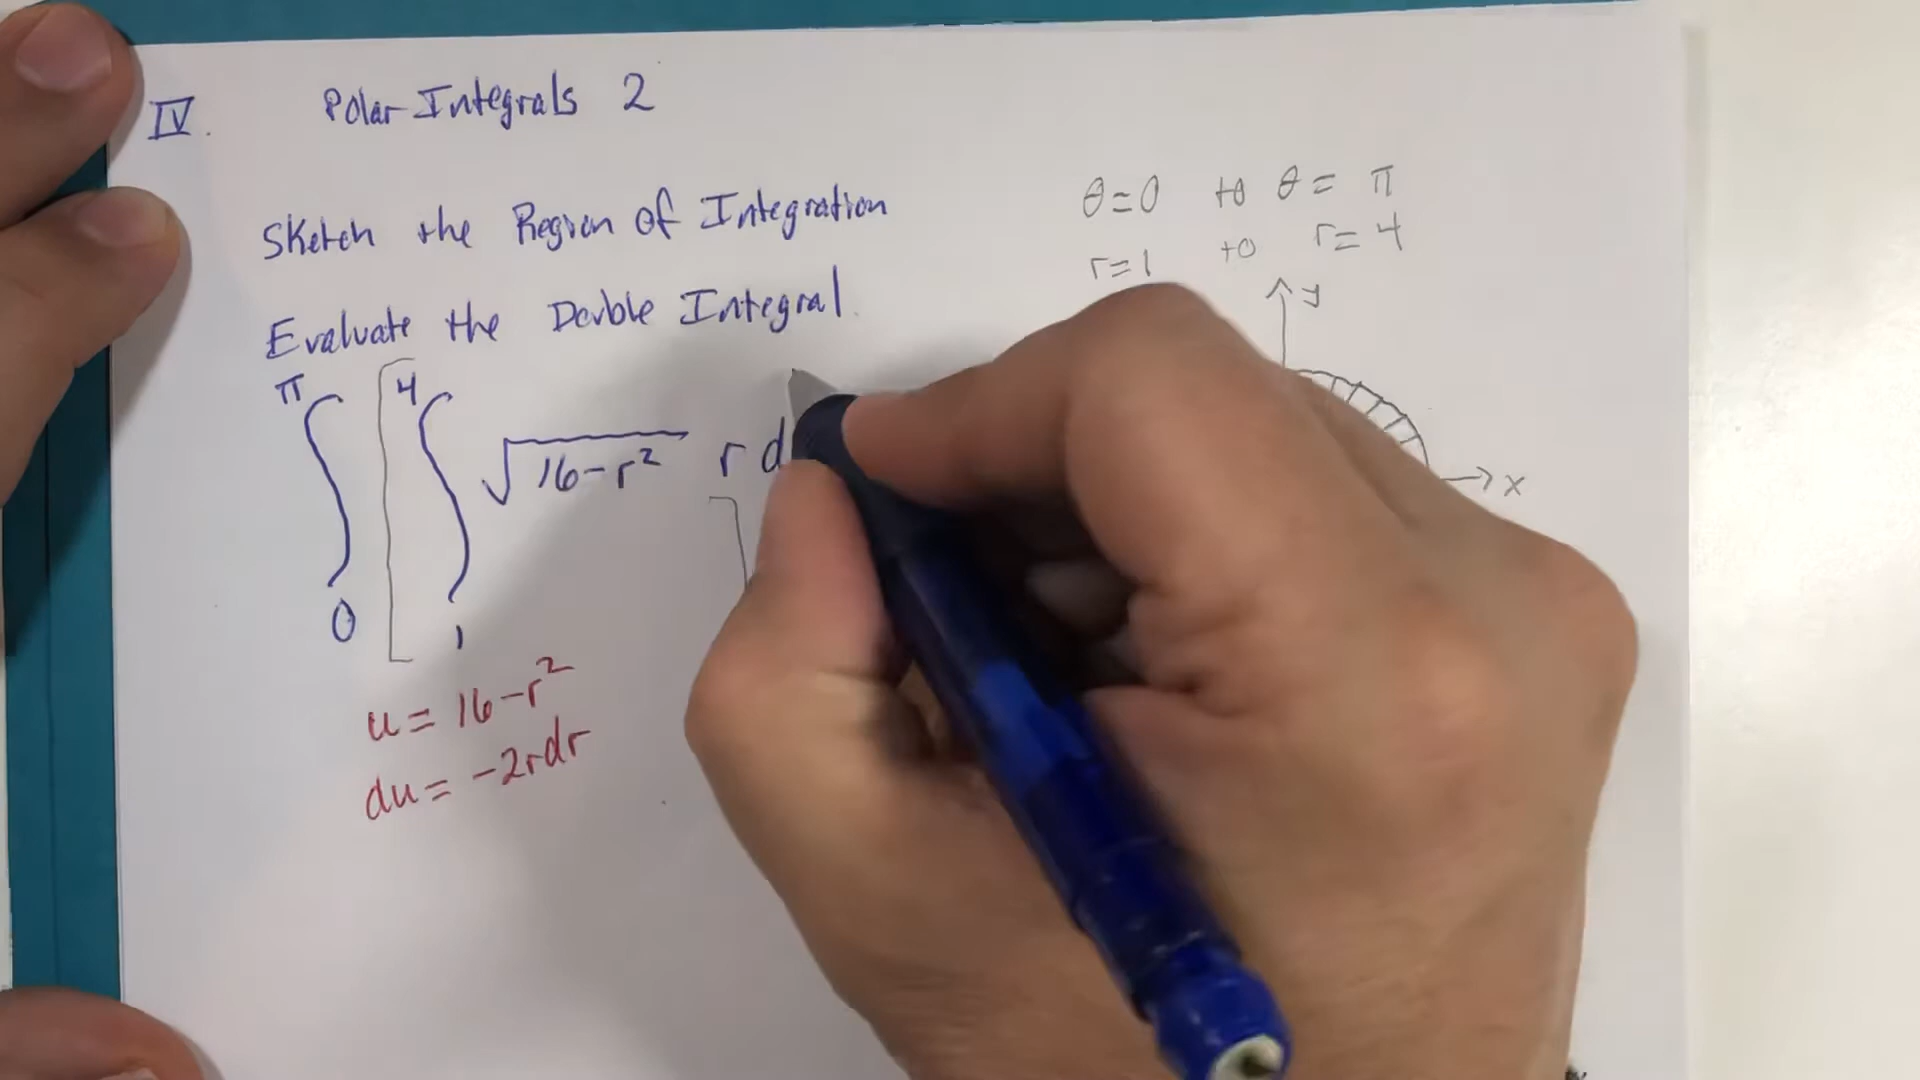 IV. Polar Integrals 2
θ=0 to θ= π
r=1 to r= 4
Sketch the Region of Integration
Evaluate the Double Integral.
y
x
π 4
√16-r² r d
0 1
u= 16-r²
du= -2rdr